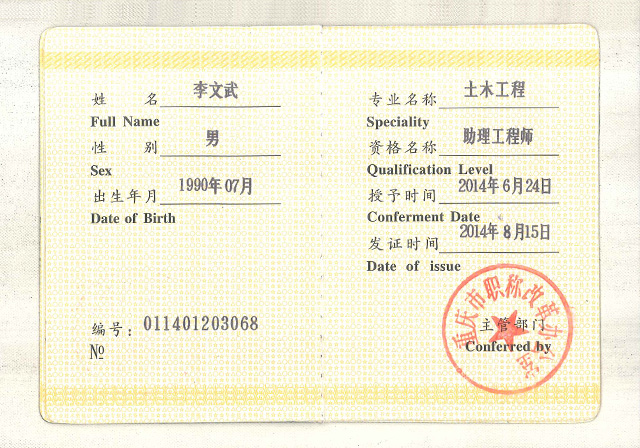 姓 名 李文武
Full Name
性 别 男
Sex
出生年月 1990年07月
Date of Birth
编号: 011401203068
№
专业名称 土木工程
Speciality
资格名称 助理工程师
Qualification Level
授予时间 2014年6月24日
Conferment Date
发证时间 2014年8月15日
Date of issue
重庆市职称改革办公室
主管部门
Conferred by